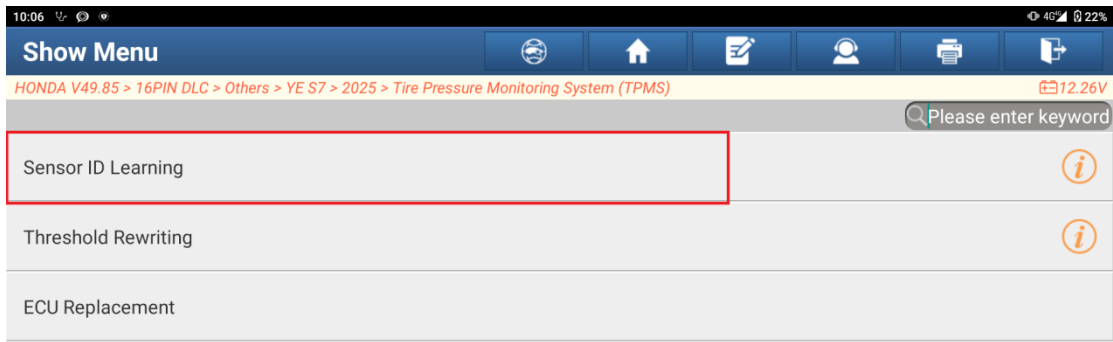 10:06 4G 4G 22%
Show Menu
HONDA V49.85 > 16PIN DLC > Others > YE S7 > 2025 > Tire Pressure Monitoring System (TPMS) 12.26V
Please enter keyword
Sensor ID Learning i
Threshold Rewriting i
ECU Replacement